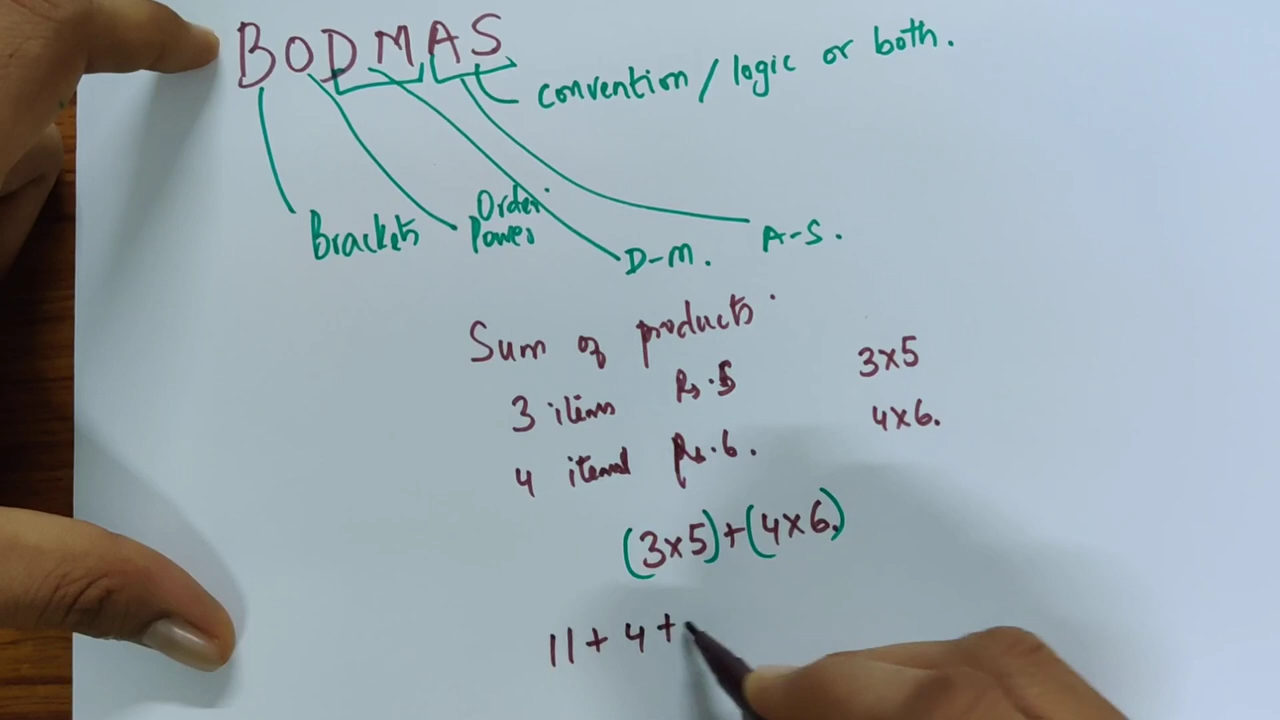 BODMAS
convention / logic or both.
Brackets
Order
Power
D-M.
A-S.
Sum of products
3 items Rs.5 3x5
4 items Rs.6. 4x6.
(3x5)+(4x6)
11+4+